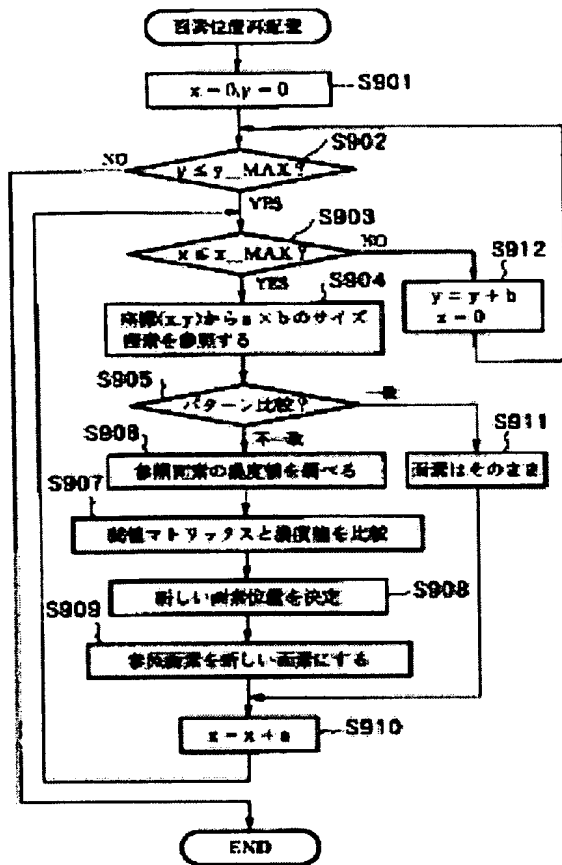 画素位置再配置
x = 0, y = 0
S901
S902
NO
y ≤ y_MAX?
YES
S903
x ≤ x_MAX?
NO
YES
S904
S912
y = y + b
x = 0
座標(x,y)からa×bのサイズ
画素を参照する
S905
パターン比較?
一致
不一致
S906
S911
参照画素の濃度値を調べる
画素はそのまま
S907
閾値マトリックスと濃度値を比較
新しい画素位置を決定
S908
S909
参照画素を新しい画素にする
x = x + a
S910
END